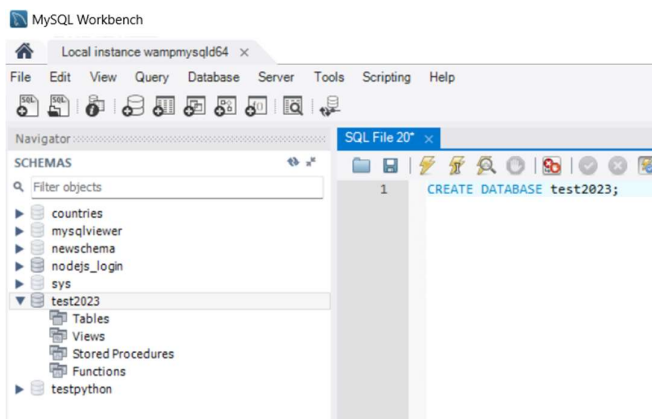 MySQL Workbench
Local instance wampmysqld64 ×
File Edit View Query Database Server Tools Scripting Help
Navigator
SQL File 20* ×
SCHEMAS
Filter objects
1 CREATE DATABASE test2023;
countries
mysqlviewer
newschema
nodejs_login
sys
test2023
Tables
Views
Stored Procedures
Functions
testpython